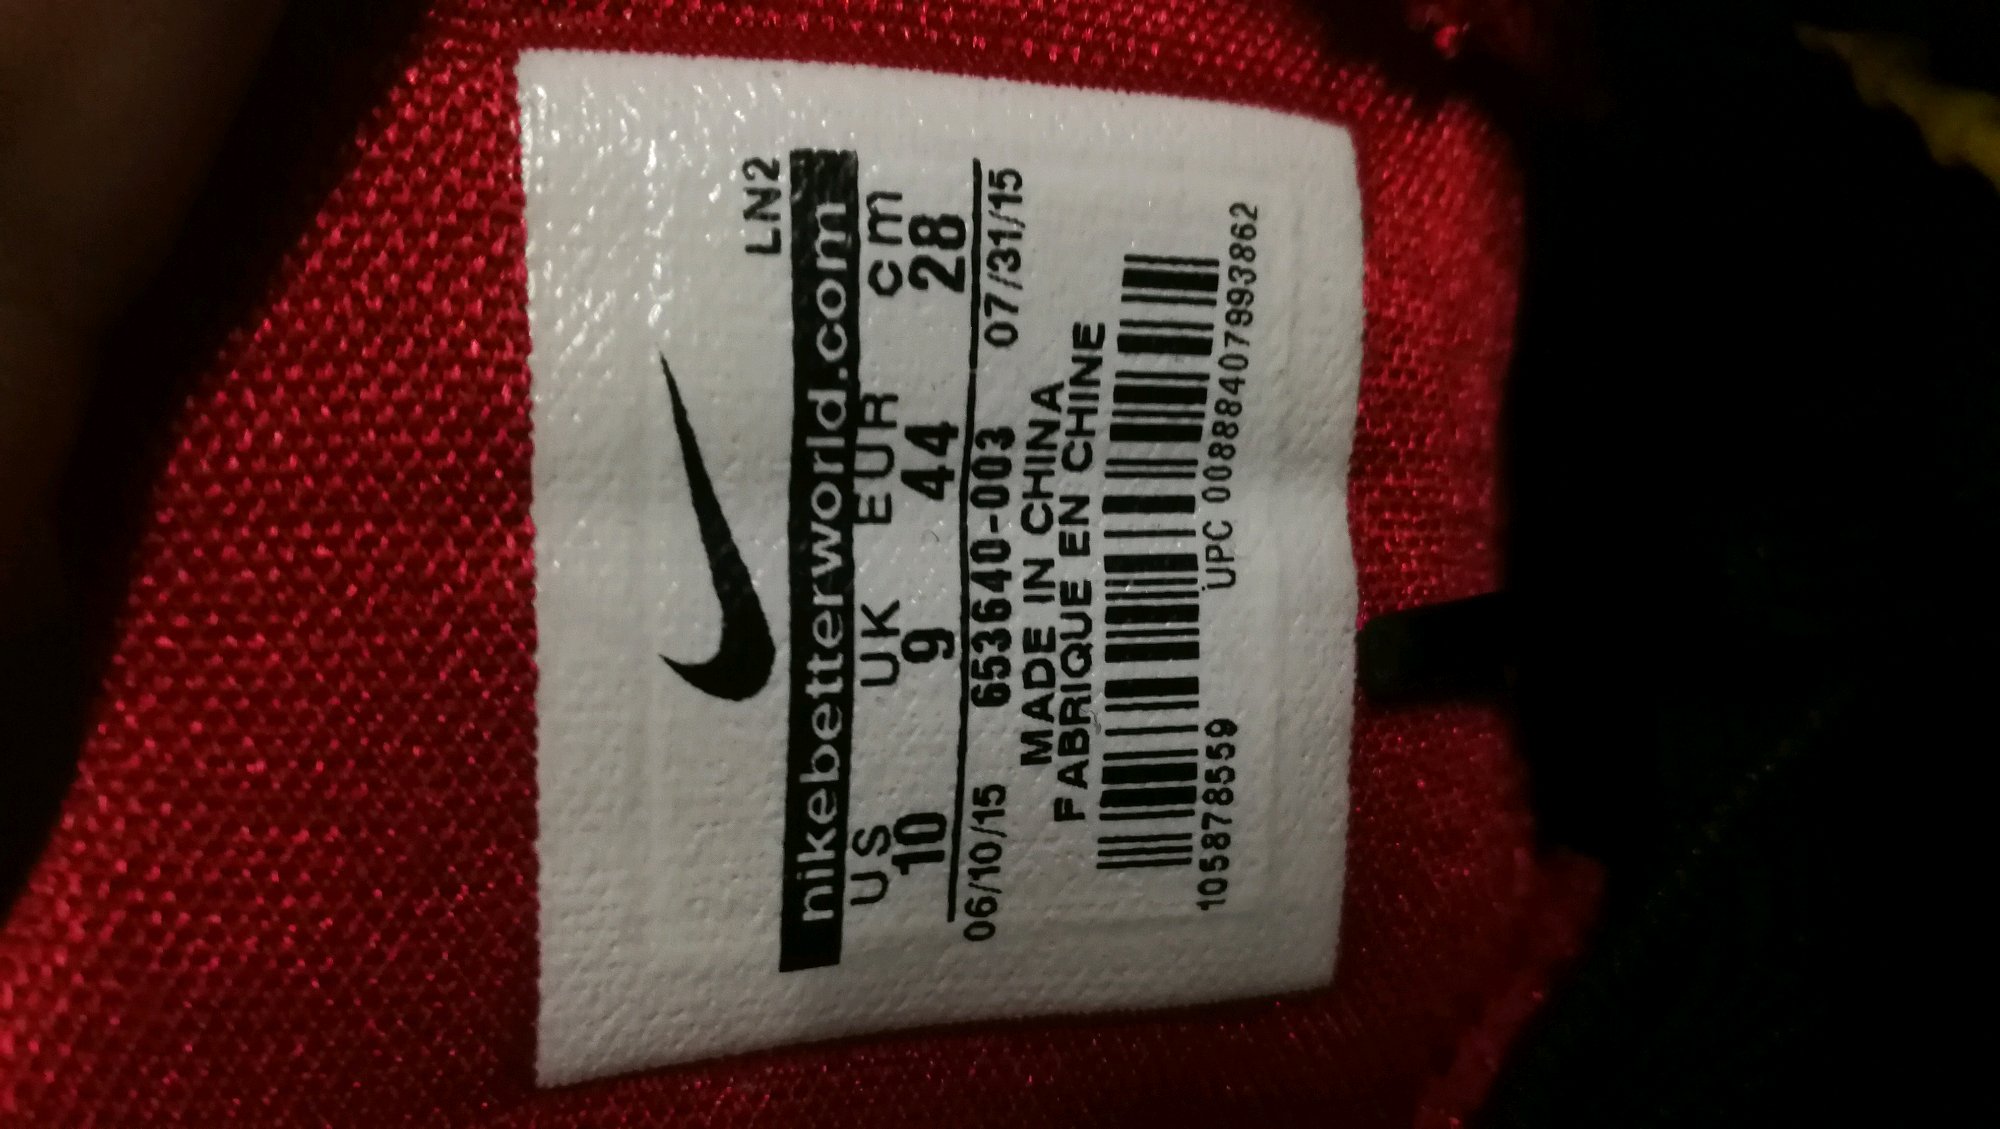 LN2
nikebetterworld.com
US UK EUR cm
10 9 44 28
06/10/15 653640-003 07/31/15
MADE IN CHINA
FABRIQUE EN CHINE
1058788559 UPC 00888407993862